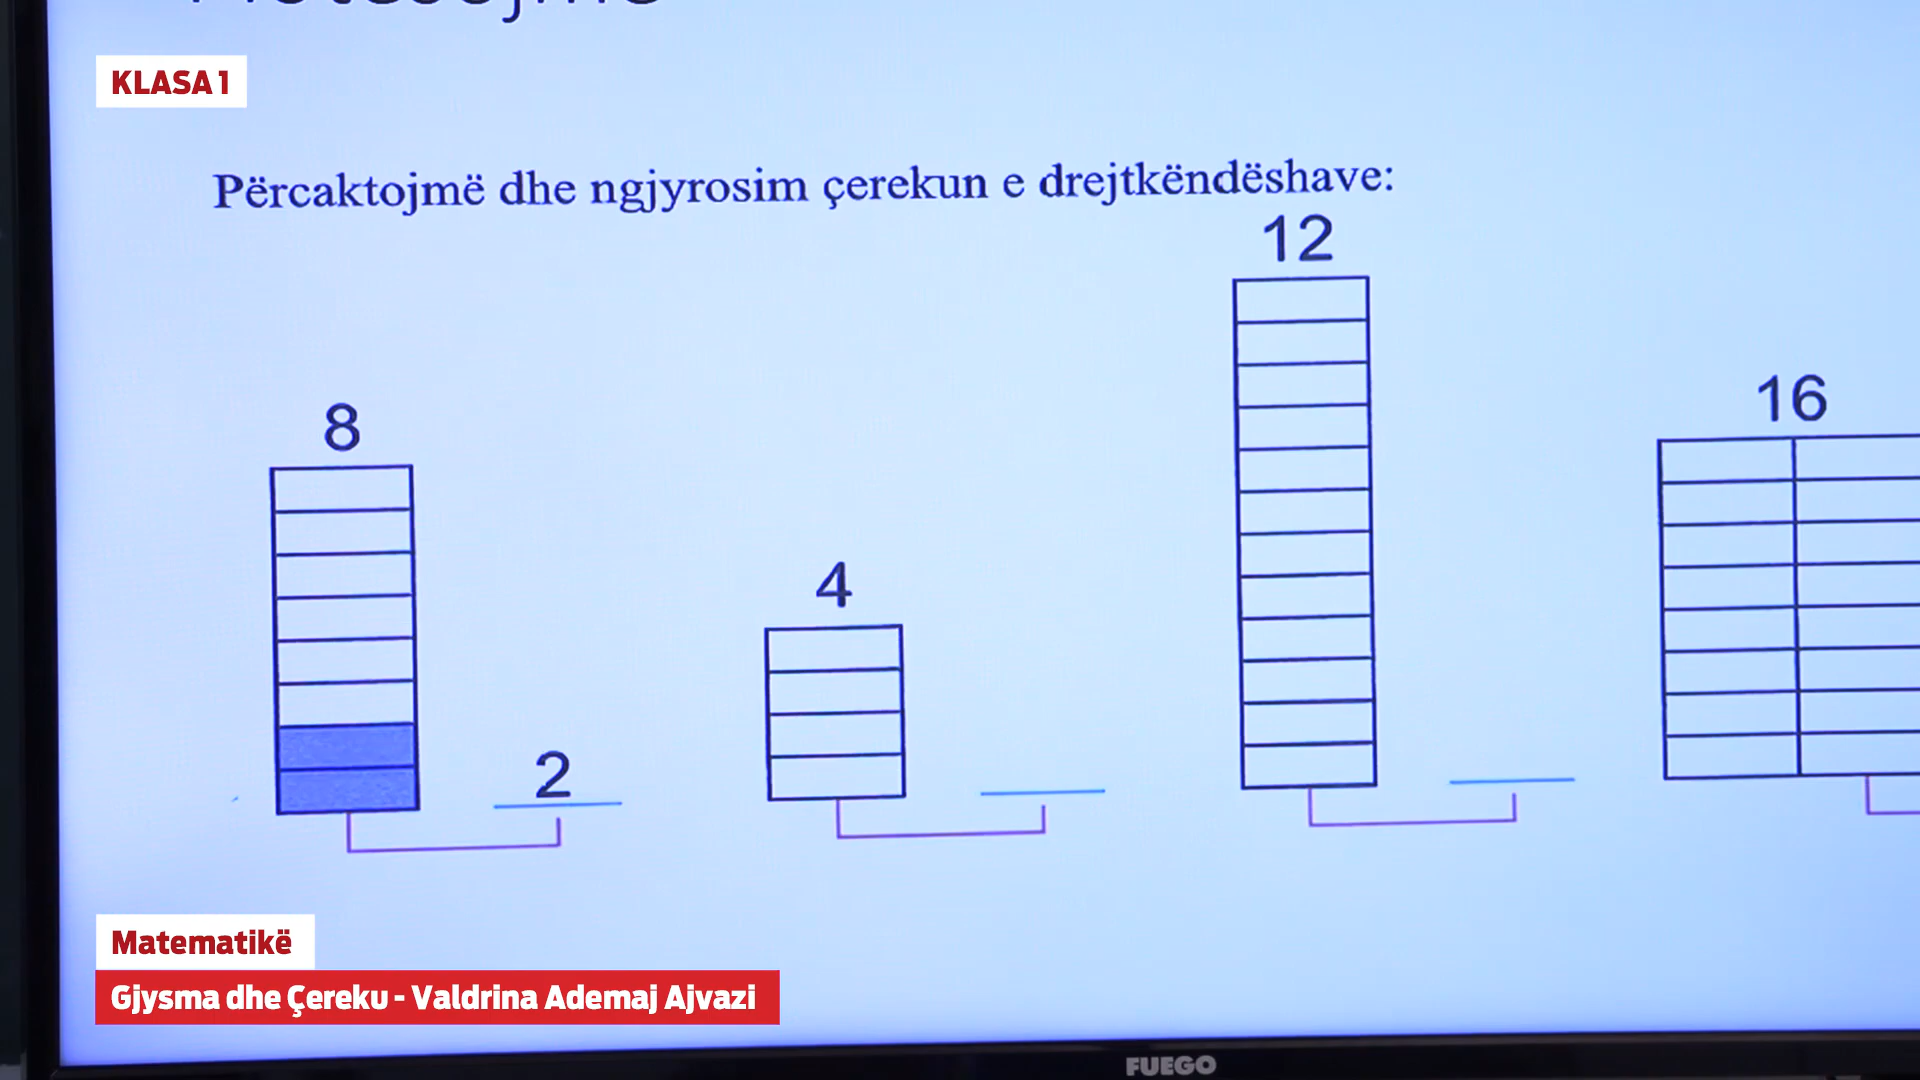 KLASA 1
Përcaktojmë dhe ngjyrosim çerekun e drejtkëndëshave:
12
16
8
4
2
Matematikë
Gjysma dhe Çereku - Valdrina Ademaj Ajvazi
FUEGO